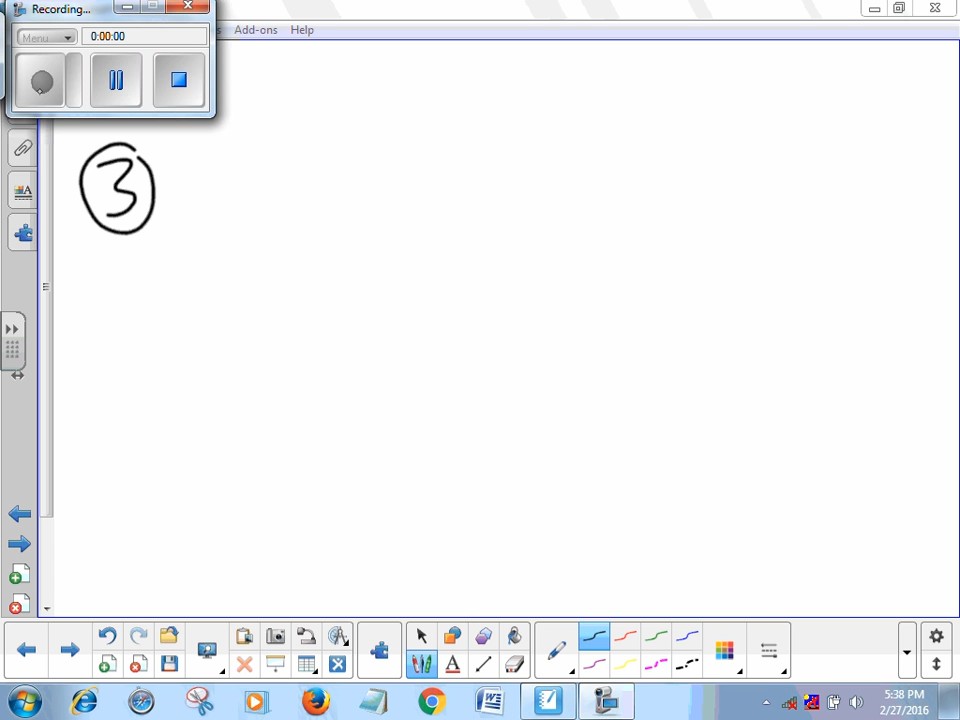 Recording...
Menu
0:00:00
Add-ons Help
3
A
A
5:38 PM
2/27/2016